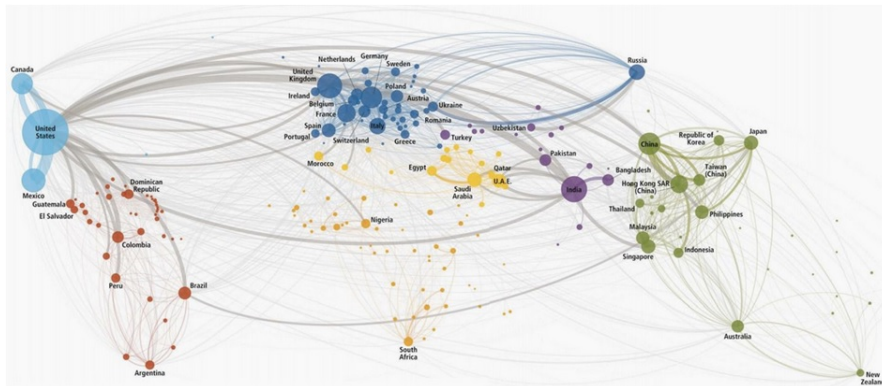 Canada
United
States
Mexico
Guatemala
El Salvador
Dominican
Republic
Colombia
Peru
Brazil
Argentina
Netherlands
Germany
Sweden
United
Kingdom
Poland
Ireland
Belgium
Austria
Ukraine
France
Romania
Spain
Italy
Portugal
Switzerland
Greece
Turkey
Morocco
Egypt
Qatar
U.A.E.
Saudi
Arabia
Nigeria
South
Africa
Russia
Uzbekistan
Pakistan
India
Bangladesh
China
Republic of
Korea
Japan
Hong Kong SAR
(China)
Taiwan
(China)
Thailand
Philippines
Malaysia
Singapore
Indonesia
Australia
New
Zealan